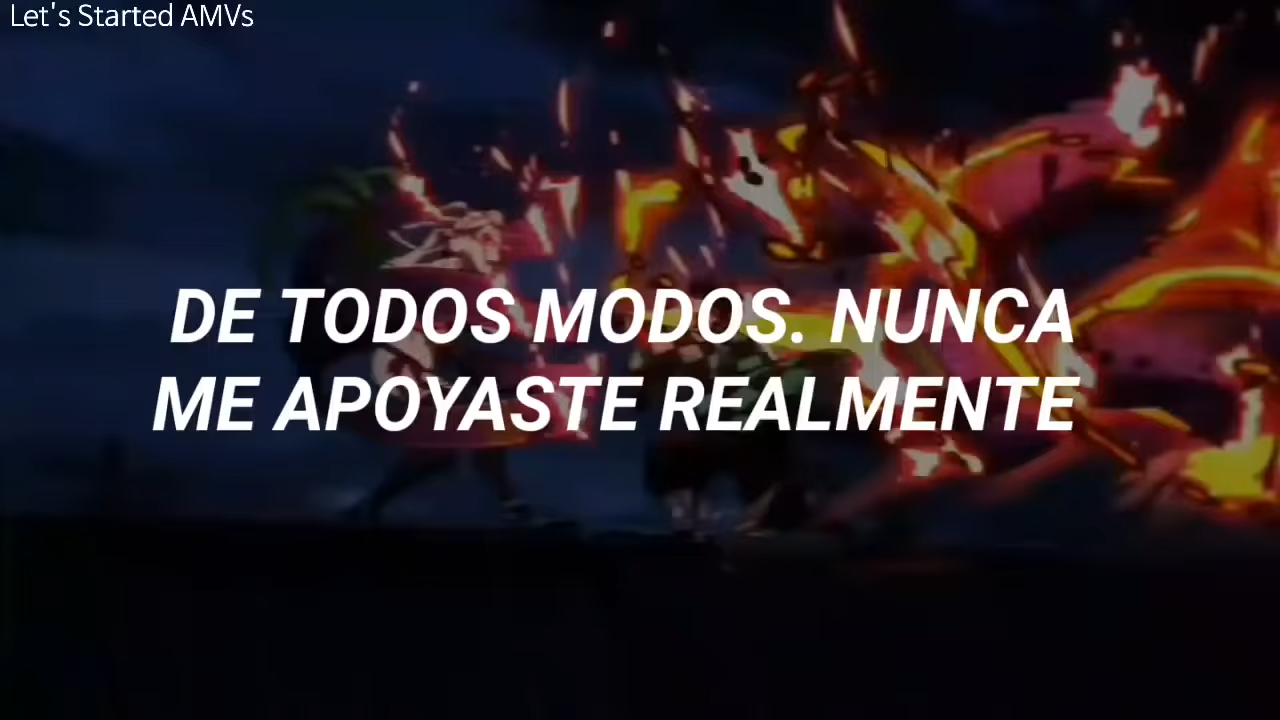 Let's Started AMVs
DE TODOS MODOS. NUNCA
ME APOYASTE REALMENTE